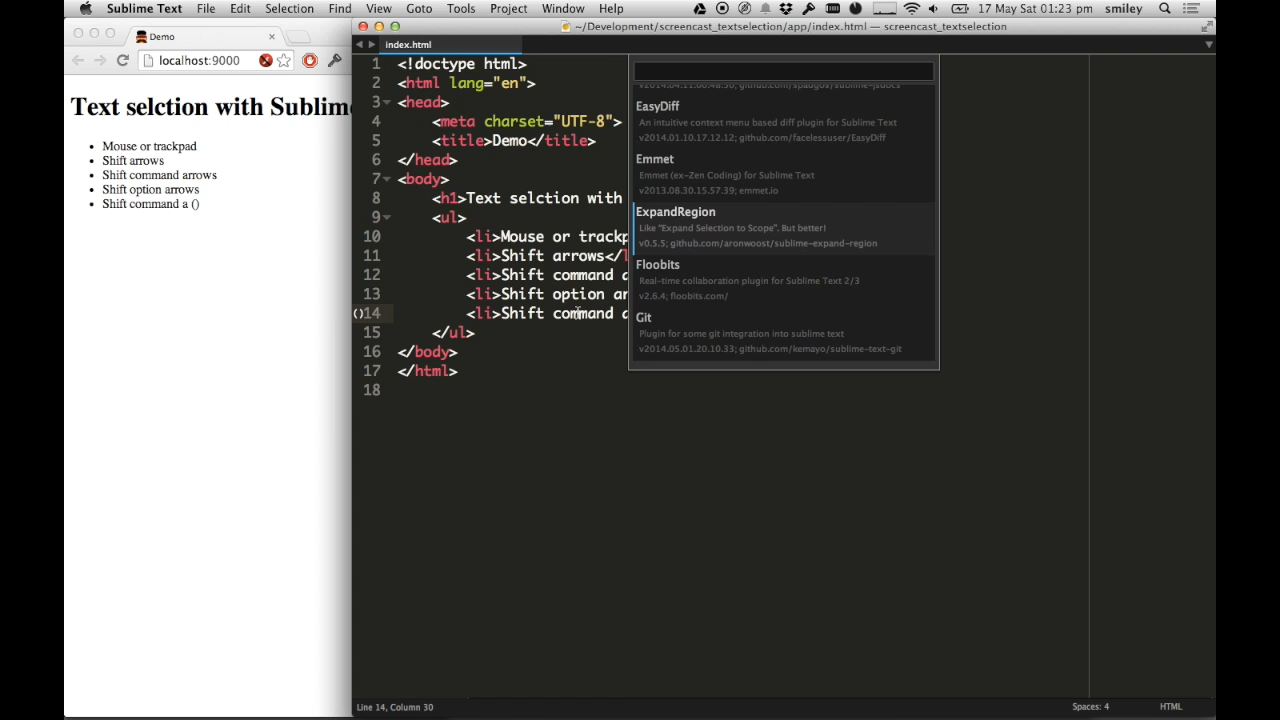 Sublime Text File Edit Selection Find View Goto Tools Project Window Help 17 May Sat 01:23 pm smiley
Demo
localhost:9000
Text selction with Sublime
• Mouse or trackpad
• Shift arrows
• Shift command arrows
• Shift option arrows
• Shift command a ()
~/Development/screencast_textselection/app/index.html — screencast_textselection
index.html
1 <!doctype html>
2 <html lang="en">
3 <head>
4 <meta charset="UTF-8">
5 <title>Demo</title>
6 </head>
7 <body>
8 <h1>Text selction with
9 <ul>
10 <li>Mouse or trackp
11 <li>Shift arrows</l
12 <li>Shift command a
13 <li>Shift option ar
()14 <li>Shift command a
15 </ul>
16 </body>
17 </html>
18
EasyDiff
An intuitive context menu based diff plugin for Sublime Text
v2014.01.10.17.12.12; github.com/facelessuser/EasyDiff
Emmet
Emmet (ex-Zen Coding) for Sublime Text
v2013.08.30.15.57.39; emmet.io
ExpandRegion
Like "Expand Selection to Scope". But better!
v0.5.5; github.com/aronwoost/sublime-expand-region
Floobits
Real-time collaboration plugin for Sublime Text 2/3
v2.6.4; floobits.com/
Git
Plugin for some git integration into sublime text
v2014.05.01.20.10.33; github.com/kemayo/sublime-text-git
Line 14, Column 30
Spaces: 4
HTML